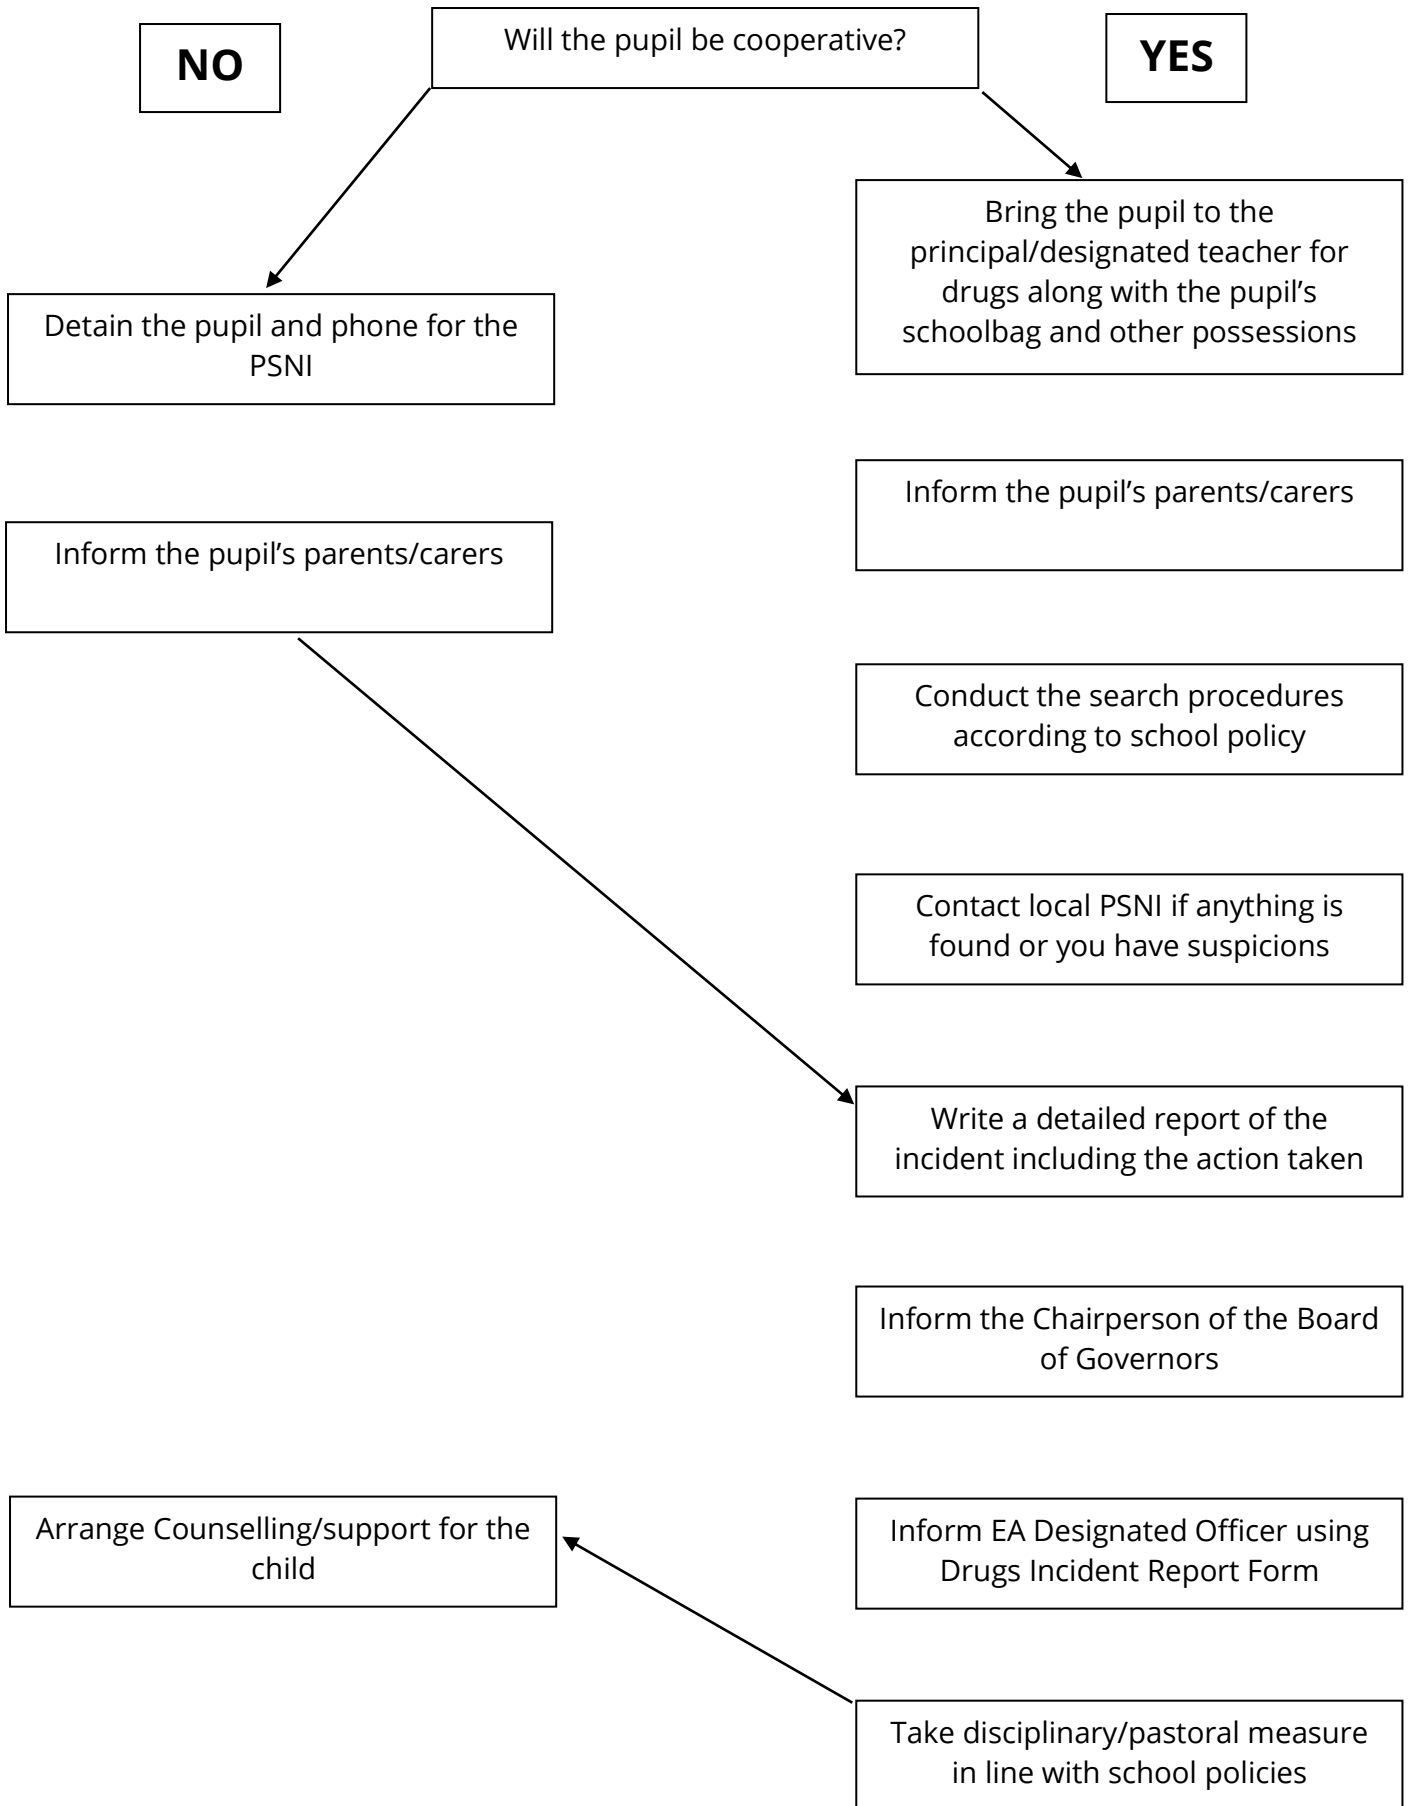 NO
Will the pupil be cooperative?
YES
Bring the pupil to the
principal/designated teacher for
drugs along with the pupil’s
schoolbag and other possessions
Detain the pupil and phone for the
PSNI
Inform the pupil’s parents/carers
Inform the pupil’s parents/carers
Conduct the search procedures
according to school policy
Contact local PSNI if anything is
found or you have suspicions
Write a detailed report of the
incident including the action taken
Inform the Chairperson of the Board
of Governors
Arrange Counselling/support for the
child
Inform EA Designated Officer using
Drugs Incident Report Form
Take disciplinary/pastoral measure
in line with school policies